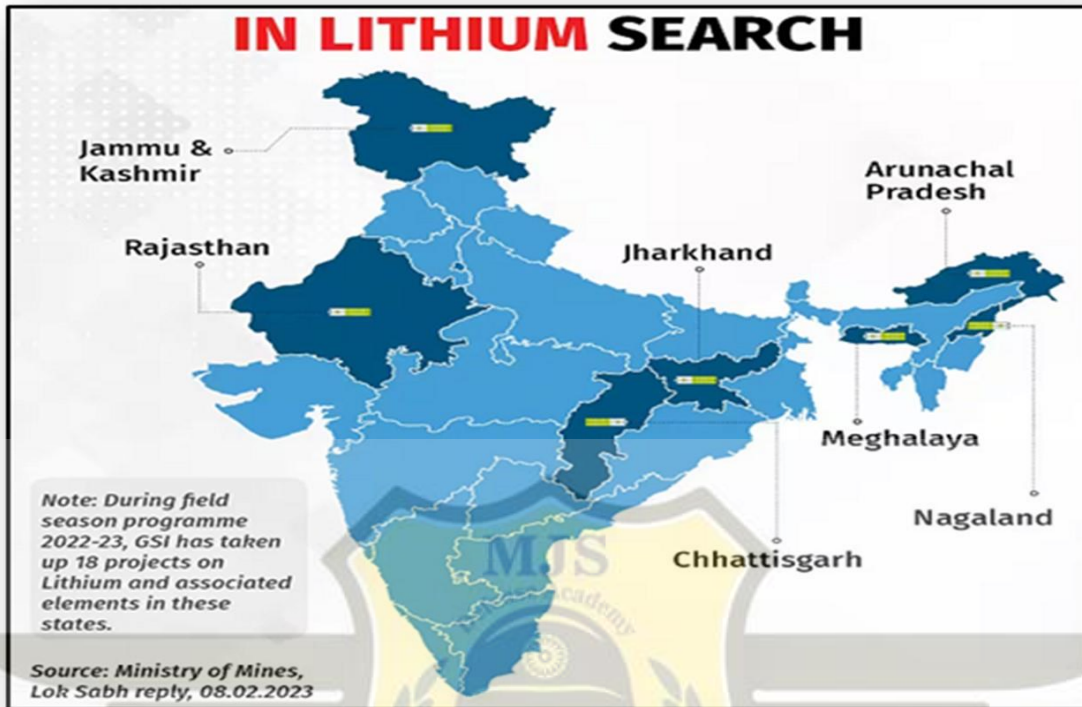 IN LITHIUM SEARCH
Jammu &
Kashmir
Arunachal
Pradesh
Rajasthan
Jharkhand
Meghalaya
Nagaland
Chhattisgarh
Note: During field
season programme
2022-23, GSI has taken
up 18 projects on
Lithium and associated
elements in these
states.
Source: Ministry of Mines,
Lok Sabh reply, 08.02.2023
MJS
Academy